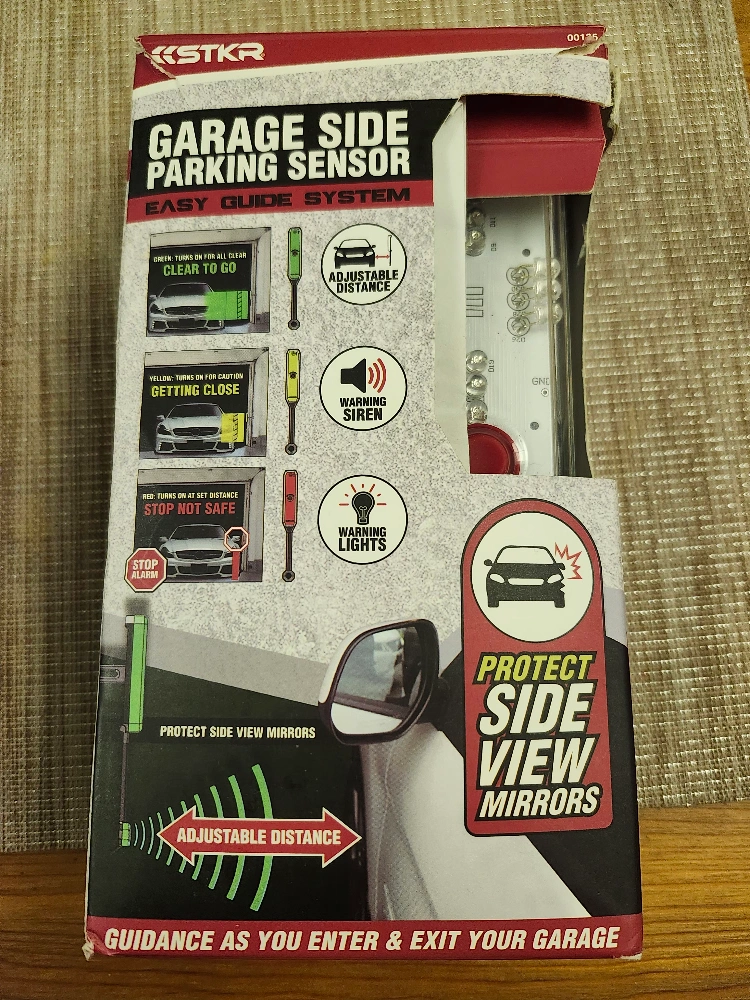 STKR
00135
GARAGE SIDE
PARKING SENSOR
EASY GUIDE SYSTEM
GREEN: TURNS ON FOR ALL CLEAR
CLEAR TO GO
ADJUSTABLE
DISTANCE
YELLOW: TURNS ON FOR CAUTION
GETTING CLOSE
WARNING
SIREN
RED: TURNS ON AT SET DISTANCE
STOP NOT SAFE
STOP
ALARM
WARNING
LIGHTS
D19
GND
PROTECT
SIDE
VIEW
MIRRORS
PROTECT SIDE VIEW MIRRORS
ADJUSTABLE DISTANCE
GUIDANCE AS YOU ENTER & EXIT YOUR GARAGE